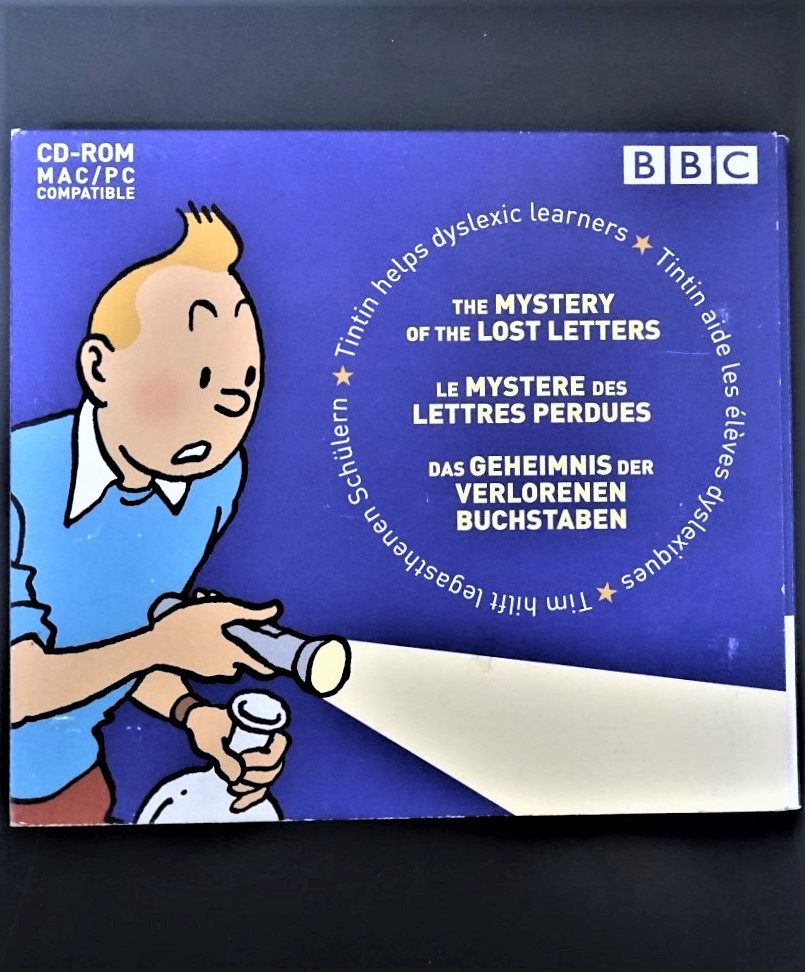 CD-ROM
MAC/PC
COMPATIBLE
BBC
Tintin helps dyslexic learners ★ Tintin aide les élèves dyslexiques ★ Tim hilft legasthenen Schülern ★
THE MYSTERY
OF THE LOST LETTERS
LE MYSTERE DES
LETTRES PERDUES
DAS GEHEIMNIS DER
VERLORENEN
BUCHSTABEN